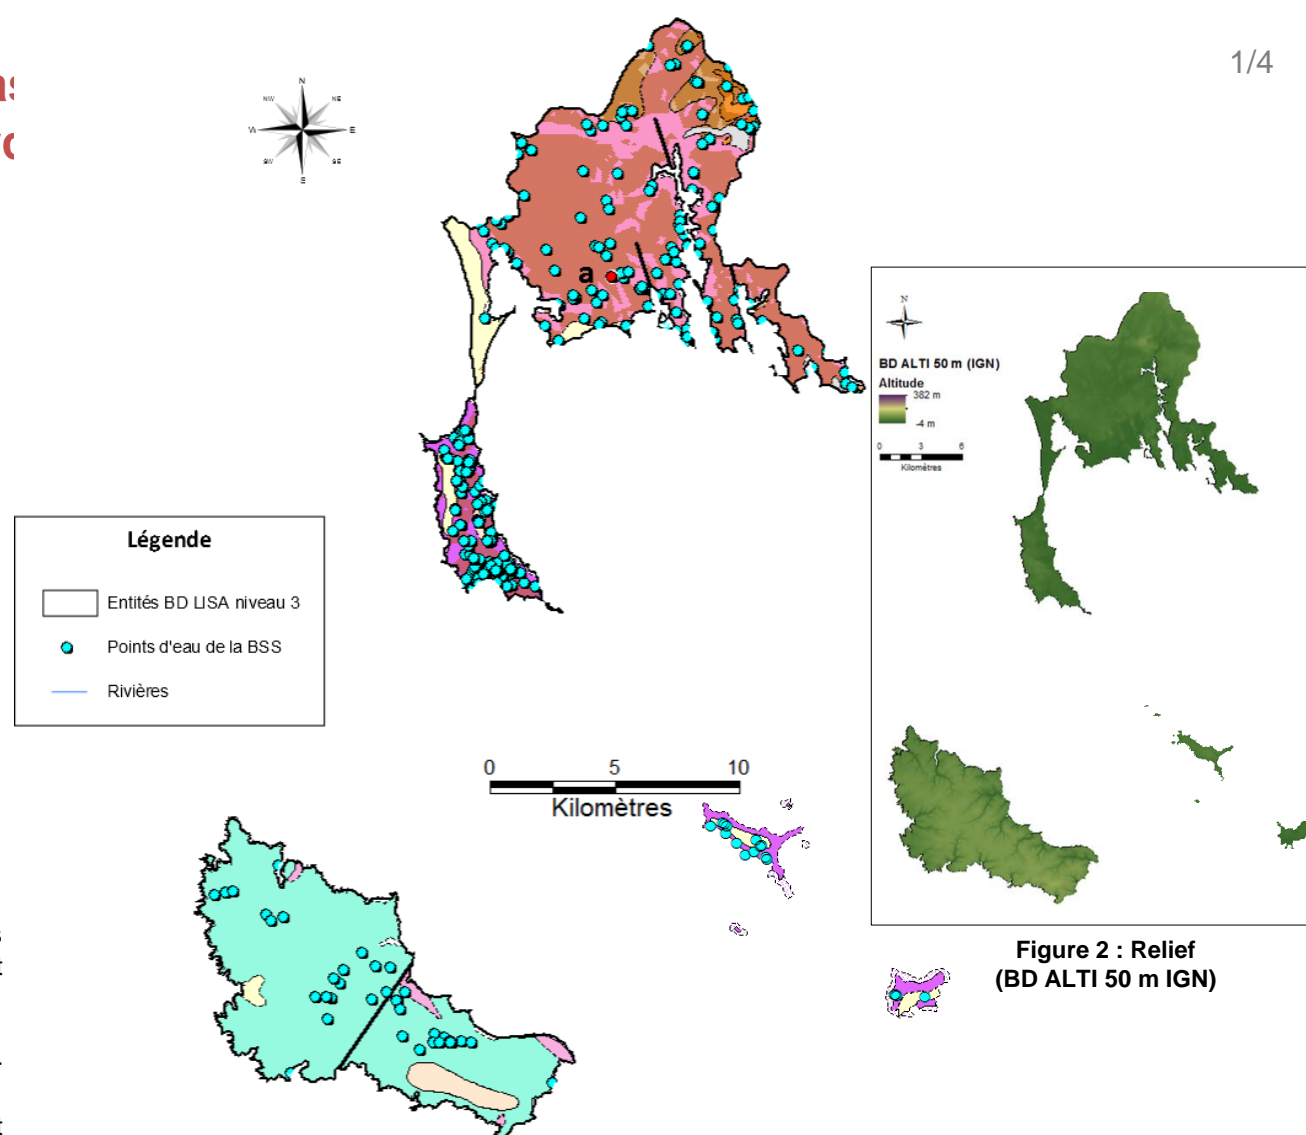 1/4
N
NW
NE
W
E
SW
SE
S
a
N
BD ALTI 50 m (IGN)
Altitude
382 m
-4 m
0 3 6
Kilomètres
Légende
Entités BD LISA niveau 3
Points d'eau de la BSS
Rivières
0 5 10
Kilomètres
Figure 2 : Relief
(BD ALTI 50 m IGN)